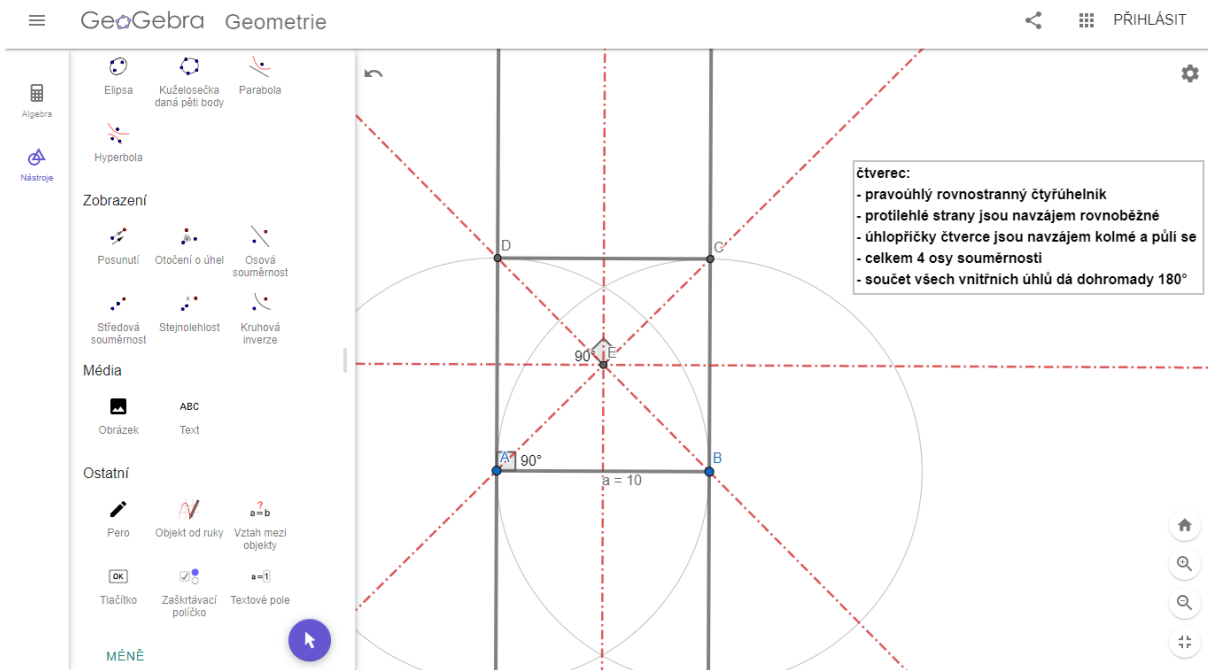 GeoGebra Geometrie
PŘIHLÁSIT
Algebra
Nástroje
Elipsa
Kuželosečka
daná pěti body
Parabola
Hyperbola
Zobrazení
Posunutí
Otočení o úhel
Osová
souměrnost
Středová
souměrnost
Stejnolehlost
Kruhová
inverze
Média
Obrázek
ABC
Text
Ostatní
Pero
Objekt od ruky
?
a=b
Vztah mezi
objekty
OK
Tlačítko
Zaškrtávací
políčko
a=1
Textové pole
MÉNĚ
D
C
90°
E
A
90°
B
a = 10
čtverec:
- pravoúhlý rovnostranný čtyřúhelník
- protilehlé strany jsou navzájem rovnoběžné
- úhlopříčky čtverce jsou navzájem kolmé a půlí se
- celkem 4 osy souměrnosti
- součet všech vnitřních úhlů dá dohromady 180°